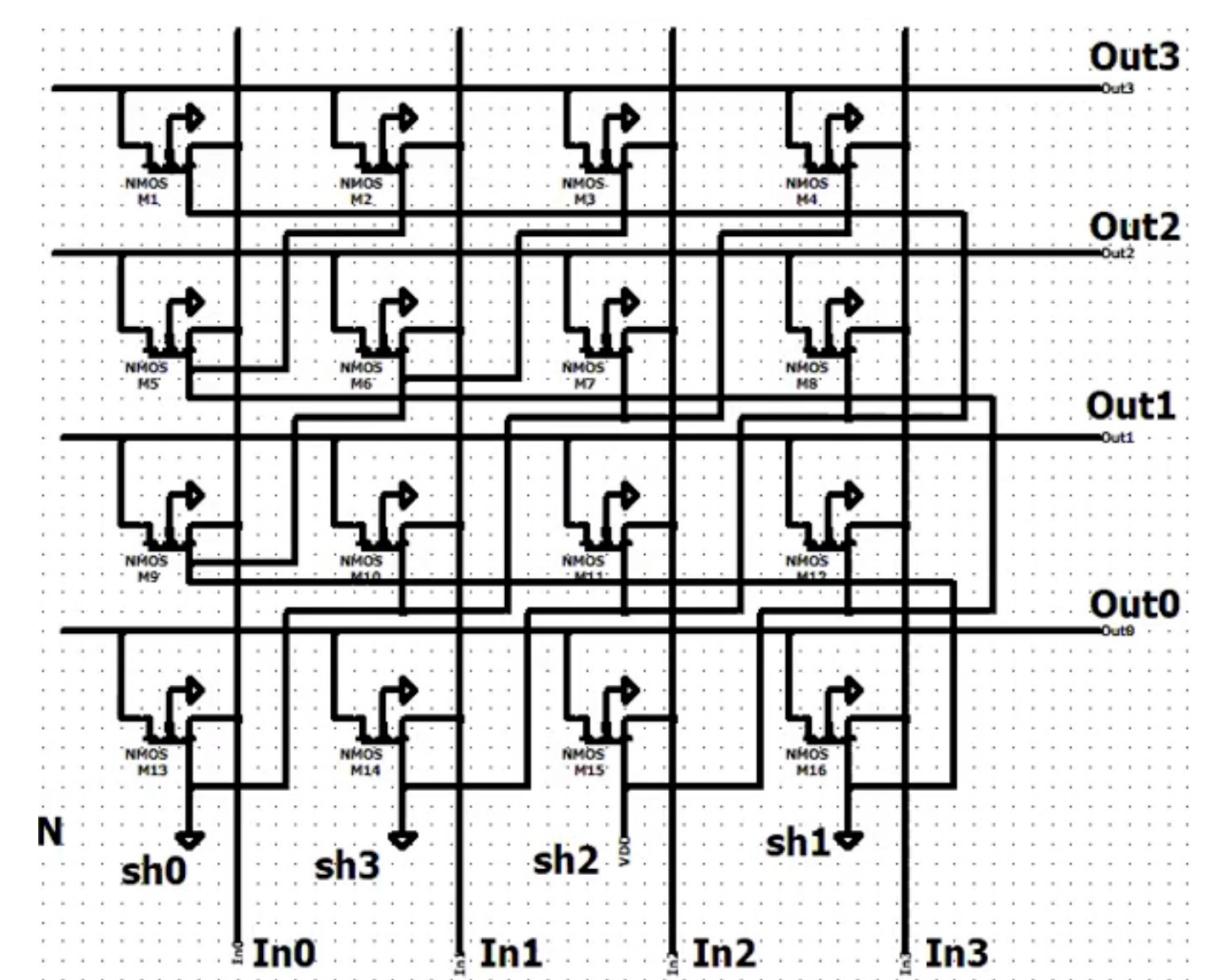 Out3
Out3
NMOS NMOS NMOS NMOS
M1 M2 M3 M4
Out2
Out2
NMOS NMOS NMOS NMOS
M5 M6 M7 M8
Out1
Out1
NMOS NMOS NMOS NMOS
M9 M10 M11 M12
Out0
Out0
NMOS NMOS NMOS NMOS
M13 M14 M15 M16
N
sh0 sh3 sh2 VDD sh1
In0 In0 In1 In2 In3